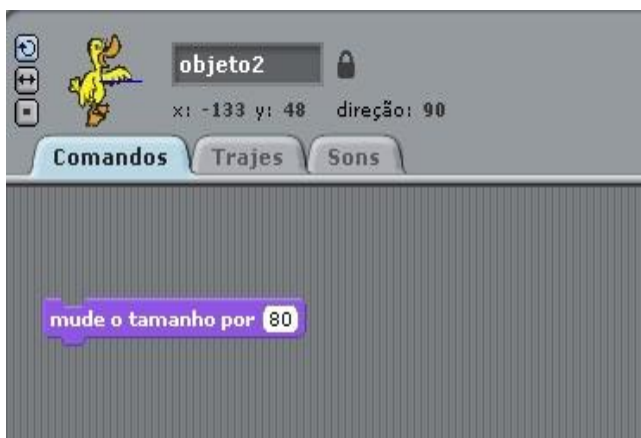 objeto2
x: -133 y: 48 direção: 90
Comandos Trajes Sons
mude o tamanho por 80